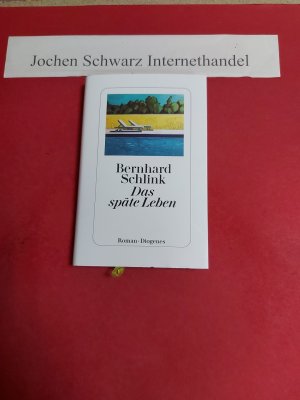 Jochen Schwarz Internethandel
Bernhard
Schlink
Das
späte Leben
Roman · Diogenes